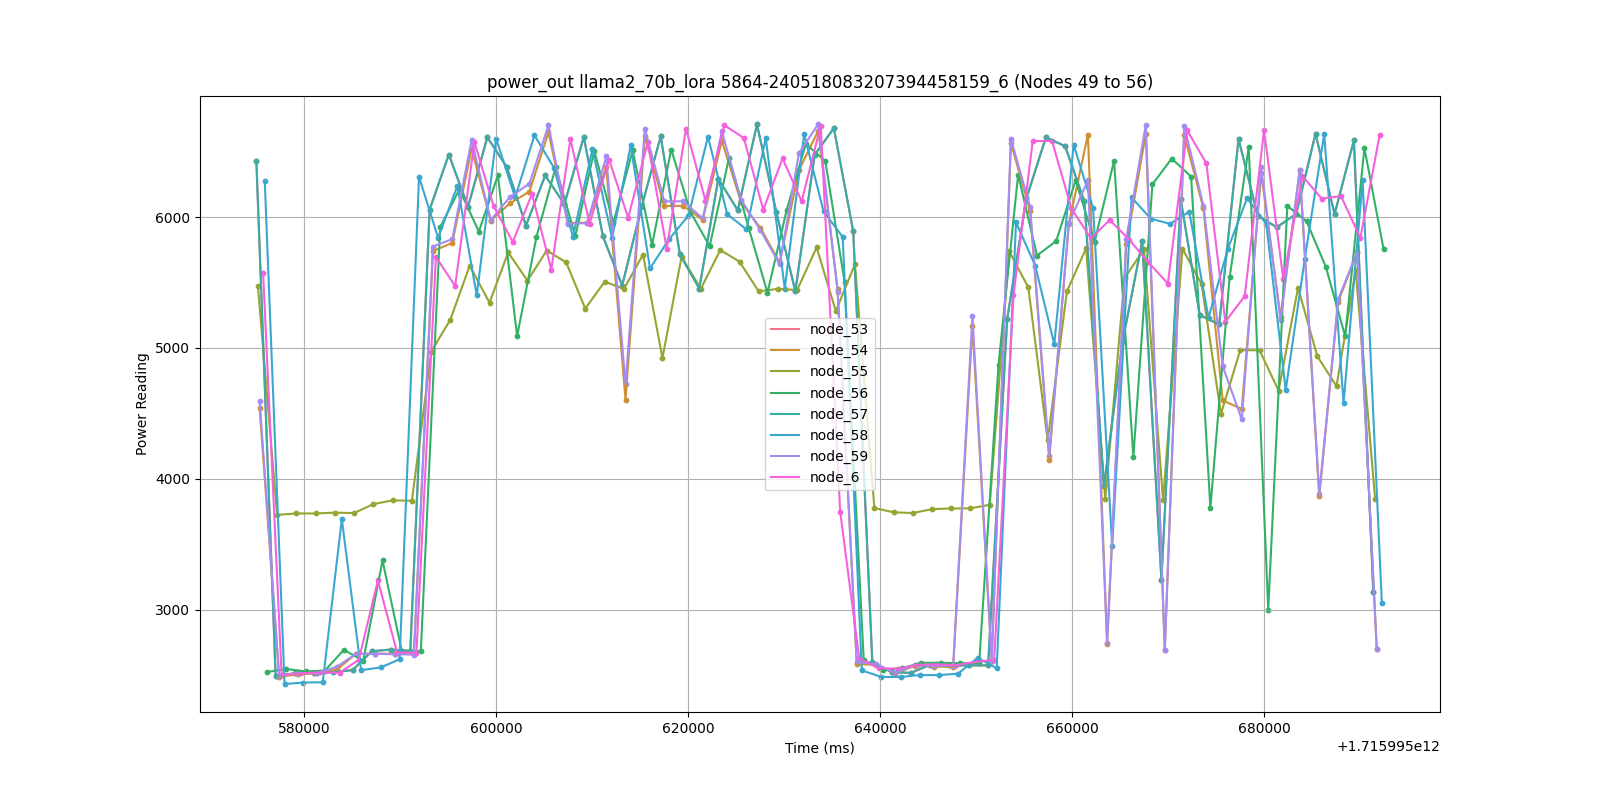 power_out llama2_70b_lora 5864-240518083207394458159_6 (Nodes 49 to 56)
Power Reading
6000
5000
4000
3000
node_53
node_54
node_55
node_56
node_57
node_58
node_59
node_6
580000
600000
620000
640000
660000
680000
Time (ms)
+1.715995e12